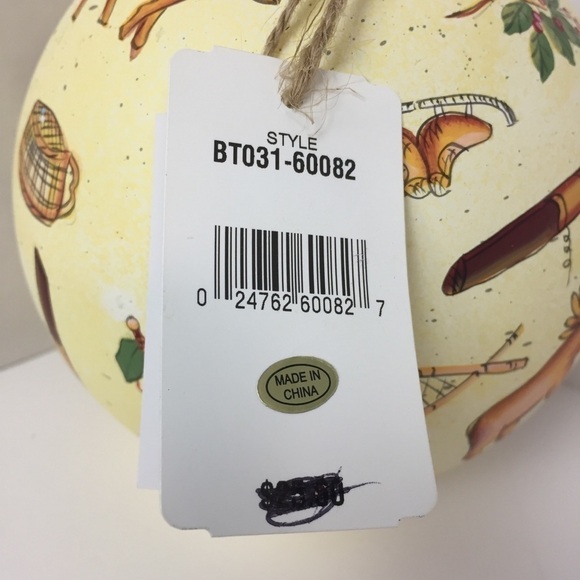 STYLE
BT031-60082
0 24762 60082 7
MADE IN
CHINA